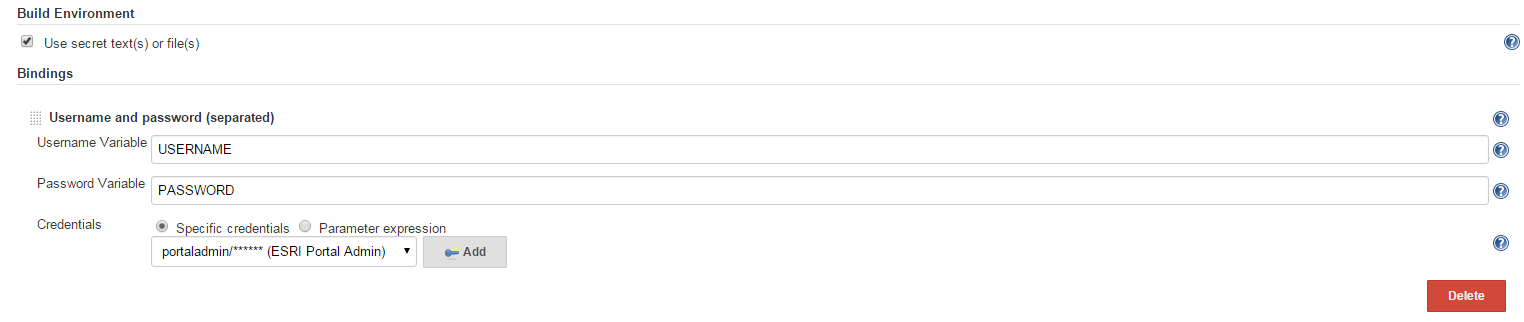 Build Environment
Use secret text(s) or file(s)
Bindings
Username and password (separated)
Username Variable USERNAME
Password Variable PASSWORD
Credentials Specific credentials Parameter expression
portaladmin/****** (ESRI Portal Admin) Add
Delete